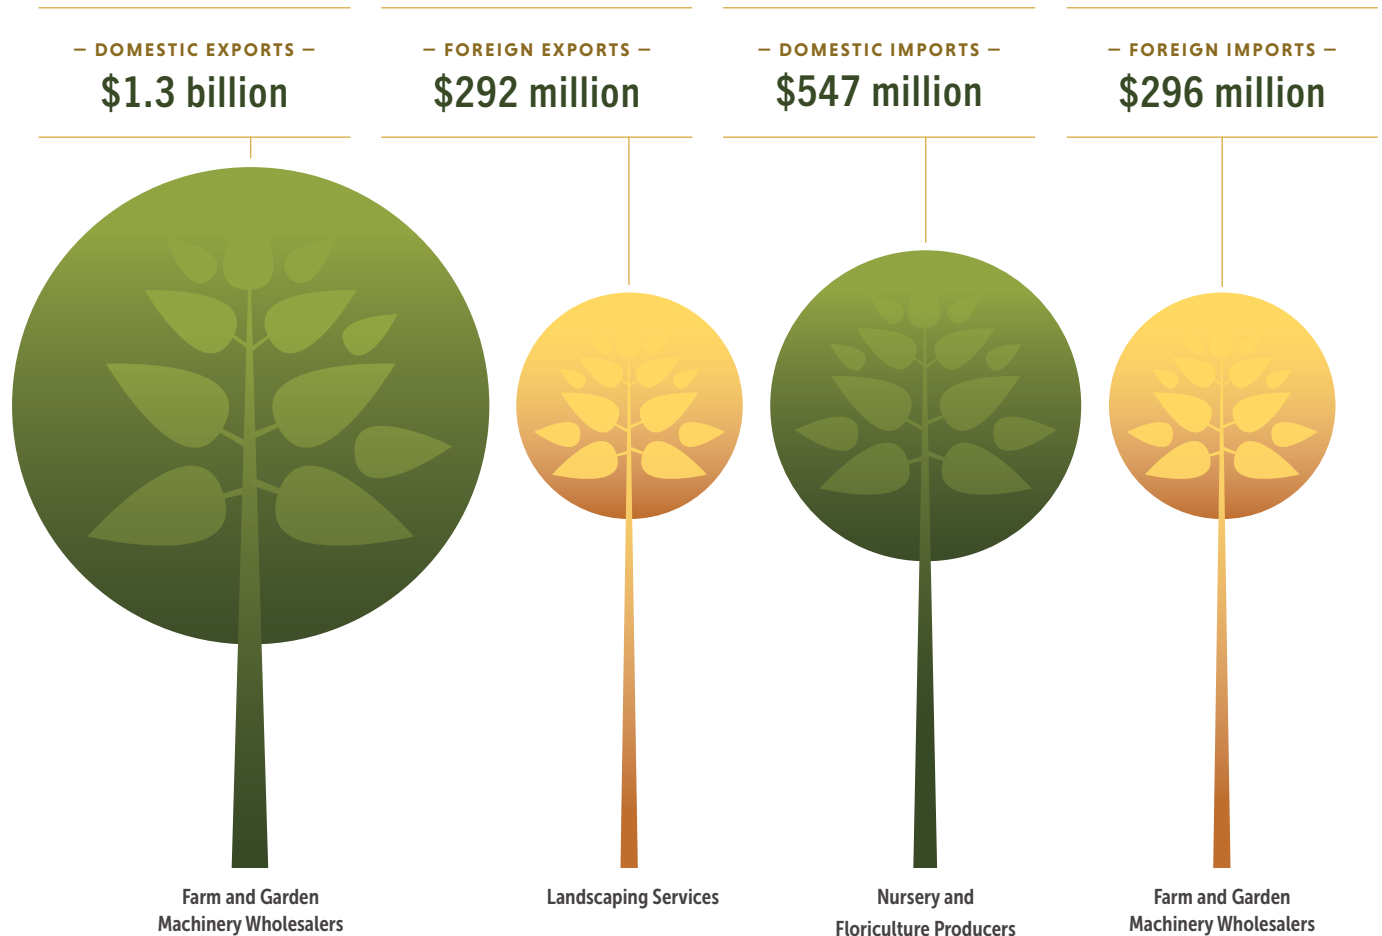 — DOMESTIC EXPORTS —
$1.3 billion
— FOREIGN EXPORTS —
$292 million
— DOMESTIC IMPORTS —
$547 million
— FOREIGN IMPORTS —
$296 million
Farm and Garden
Machinery Wholesalers
Landscaping Services
Nursery and
Floriculture Producers
Farm and Garden
Machinery Wholesalers